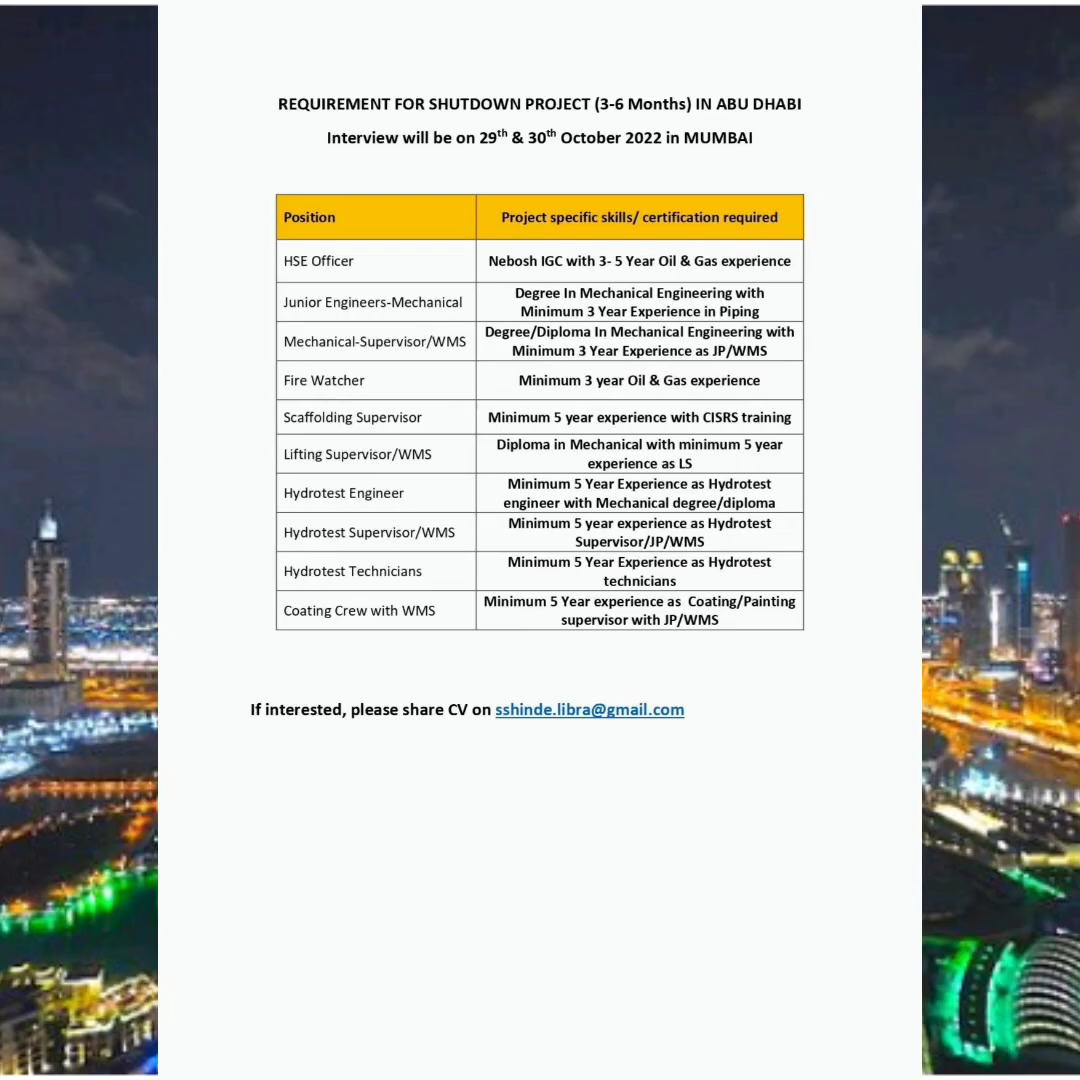 REQUIREMENT FOR SHUTDOWN PROJECT (3-6 Months) IN ABU DHABI
Interview will be on 29th & 30th October 2022 in MUMBAI
Position Project specific skills/ certification required
HSE Officer Nebosh IGC with 3- 5 Year Oil & Gas experience
Junior Engineers-Mechanical Degree In Mechanical Engineering with
Minimum 3 Year Experience in Piping
Mechanical-Supervisor/WMS Degree/Diploma In Mechanical Engineering with
Minimum 3 Year Experience as JP/WMS
Fire Watcher Minimum 3 year Oil & Gas experience
Scaffolding Supervisor Minimum 5 year experience with CISRS training
Lifting Supervisor/WMS Diploma in Mechanical with minimum 5 year
experience as LS
Hydrotest Engineer Minimum 5 Year Experience as Hydrotest
engineer with Mechanical degree/diploma
Hydrotest Supervisor/WMS Minimum 5 year experience as Hydrotest
Supervisor/JP/WMS
Hydrotest Technicians Minimum 5 Year Experience as Hydrotest
technicians
Coating Crew with WMS Minimum 5 Year experience as Coating/Painting
supervisor with JP/WMS
If interested, please share CV on sshinde.libra@gmail.com